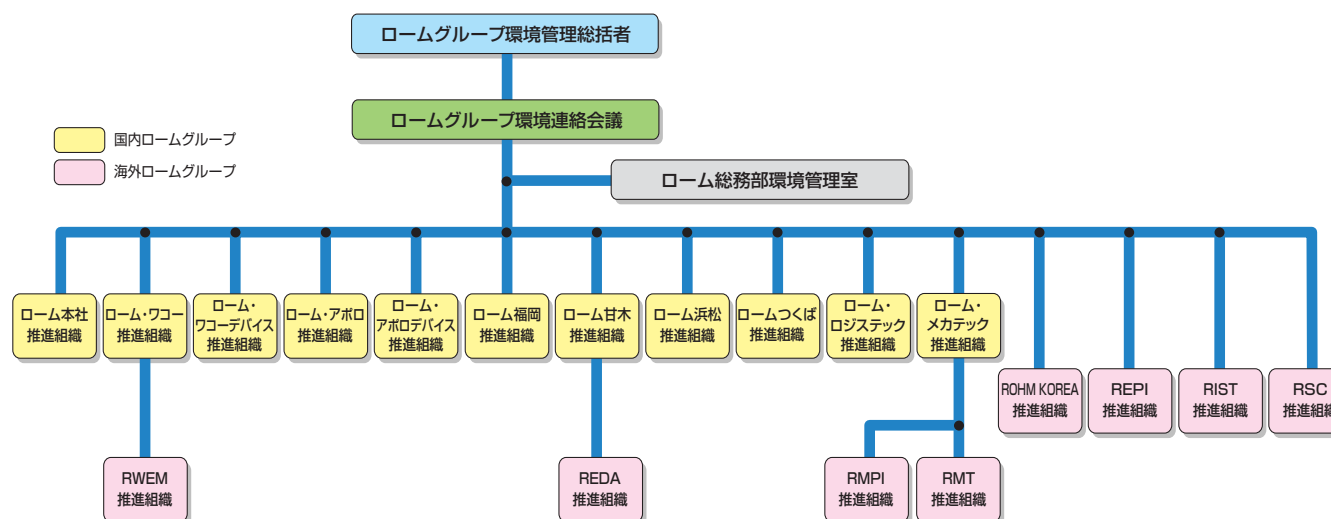 ロームグループ環境管理総括者
ロームグループ環境連絡会議
国内ロームグループ
海外ロームグループ
ローム総務部環境管理室
ローム本社
推進組織
ローム・ワコー
推進組織
ローム・
ワコーデバイス
推進組織
ローム・アポロ
推進組織
ローム・
アポロデバイス
推進組織
ローム福岡
推進組織
ローム甘木
推進組織
ローム浜松
推進組織
ロームつくば
推進組織
ローム・
ロジステック
推進組織
ローム・
メカテック
推進組織
ROHM KOREA
推進組織
REPI
推進組織
RIST
推進組織
RSC
推進組織
RWEM
推進組織
REDA
推進組織
RMPI
推進組織
RMT
推進組織